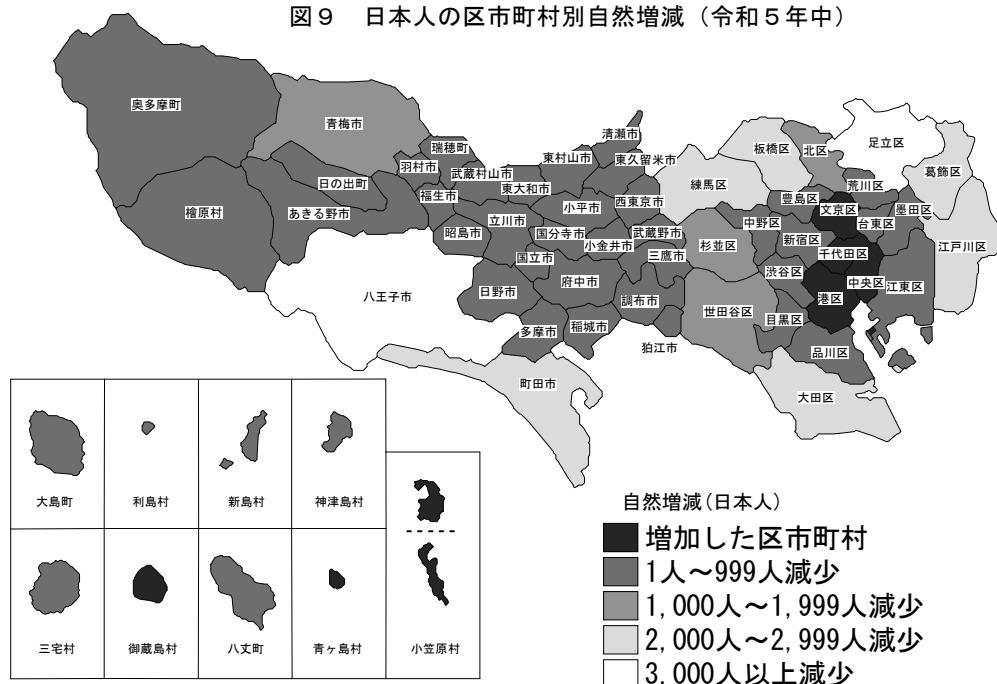 図９　日本人の区市町村別自然増減（令和５年中）
奥多摩町
青梅市
瑞穂町
羽村市
日の出町
檜原村
あきる野市
福生市
武蔵村山市
東大和市
東村山市
清瀬市
東久留米市
昭島市
立川市
小平市
西東京市
国分寺市
小金井市
武蔵野市
三鷹市
国立市
八王子市
日野市
府中市
調布市
多摩市
稲城市
狛江市
町田市
練馬区
板橋区
北区
足立区
葛飾区
荒川区
豊島区
文京区
台東区
墨田区
中野区
杉並区
新宿区
千代田区
江戸川区
渋谷区
中央区
江東区
港区
世田谷区
目黒区
品川区
大田区
大島町
利島村
新島村
神津島村
三宅村
御蔵島村
八丈町
青ヶ島村
小笠原村
自然増減(日本人)
増加した区市町村
1人～999人減少
1,000人～1,999人減少
2,000人～2,999人減少
3,000人以上減少